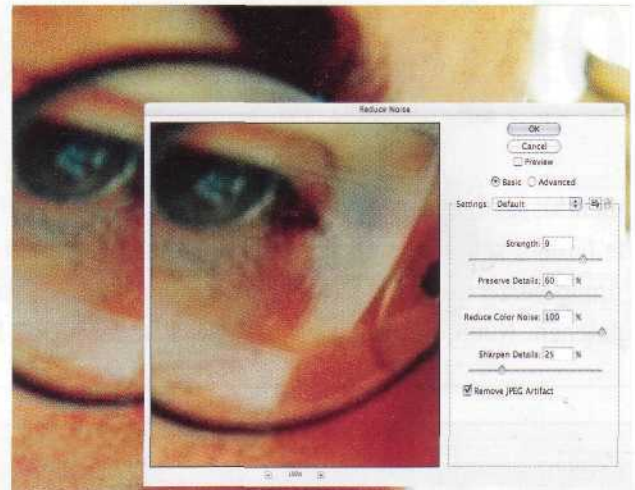 Reduce Noise
OK
Cancel
Preview
Basic Advanced
Settings: Default
Strength: 9
Preserve Details: 60 %
Reduce Color Noise: 100 %
Sharpen Details: 25 %
Remove JPEG Artifact
100%